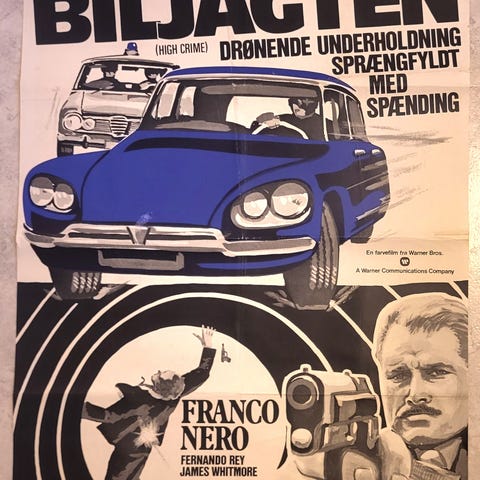 BILJAGTEN
(HIGH CRIME) DRØNENDE UNDERHOLDNING
SPRÆNGFYLDT
MED
SPÆNDING
En farvefilm fra Warner Bros.
A Warner Communications Company
FRANCO
NERO
FERNANDO REY
JAMES WHITMORE